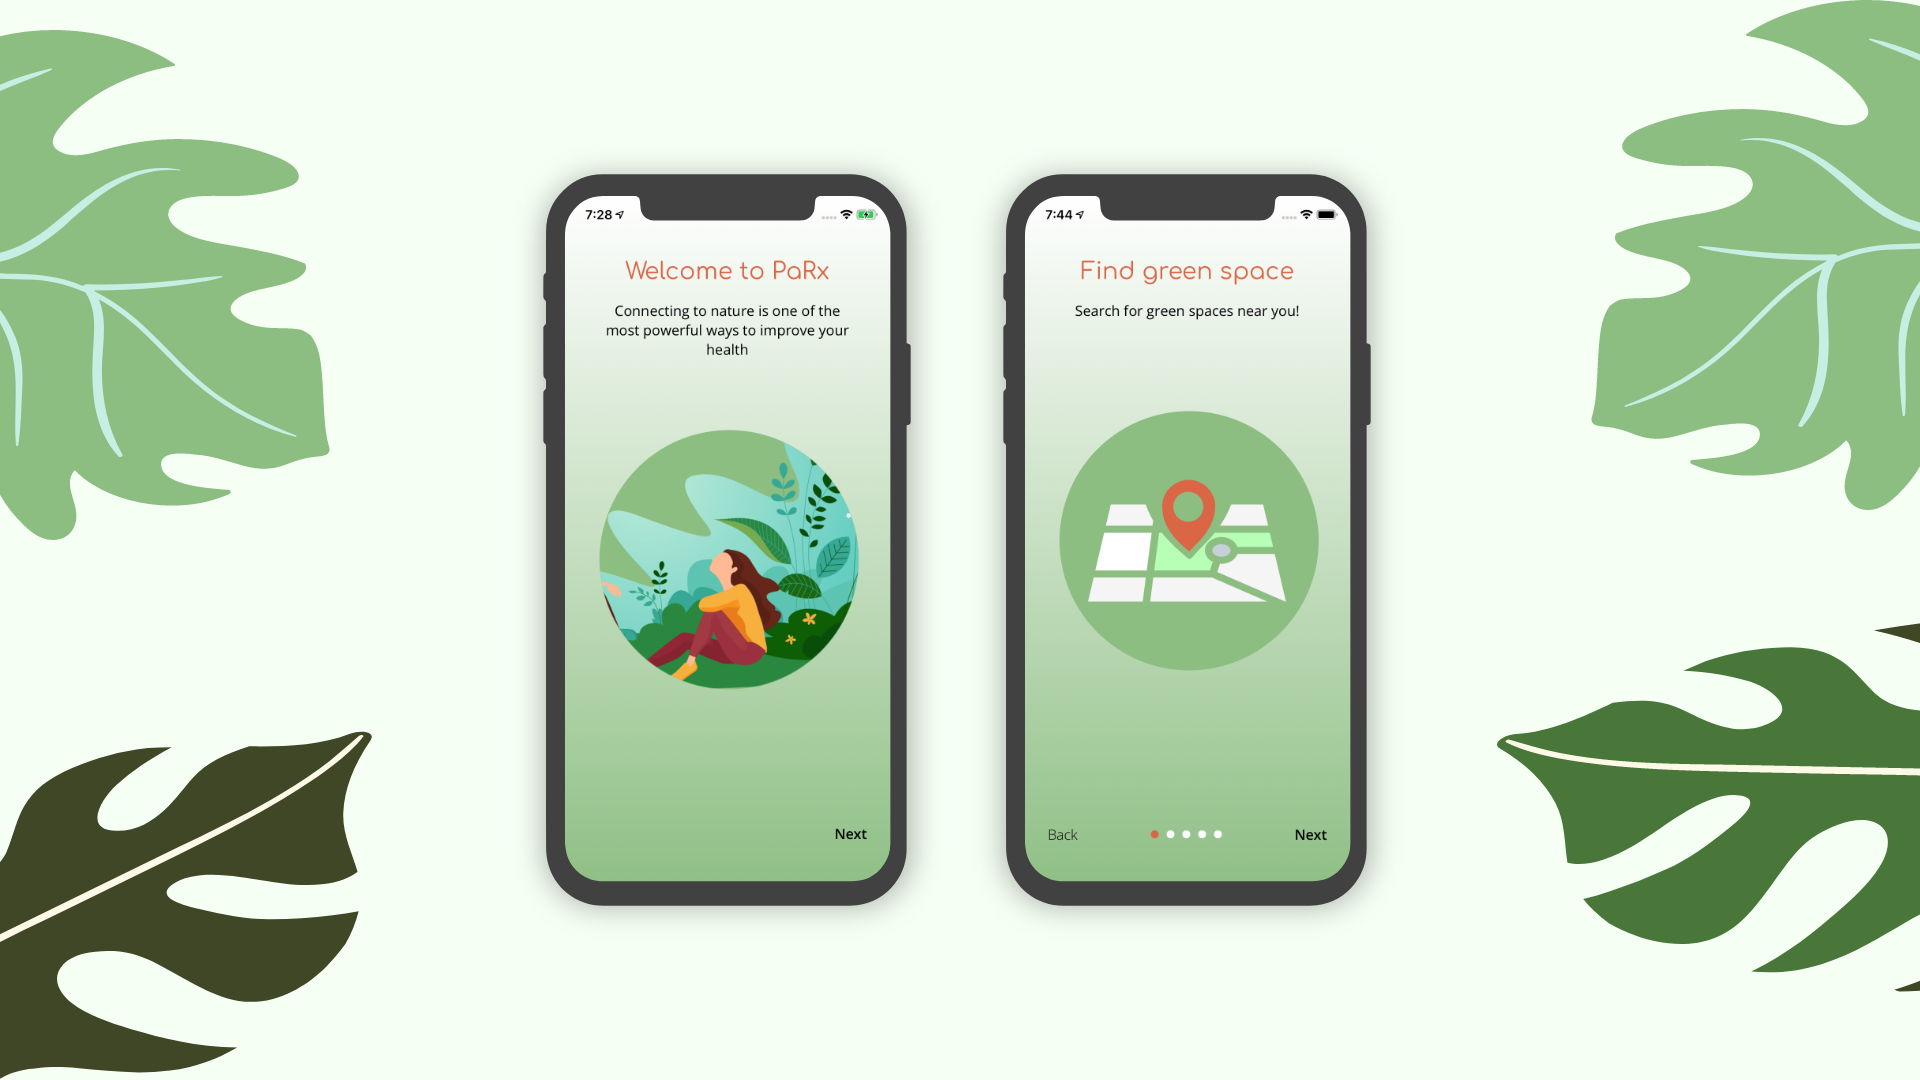 7:28
Welcome to PaRx
Connecting to nature is one of the
most powerful ways to improve your
health
Next
7:44
Find green space
Search for green spaces near you!
Back
Next